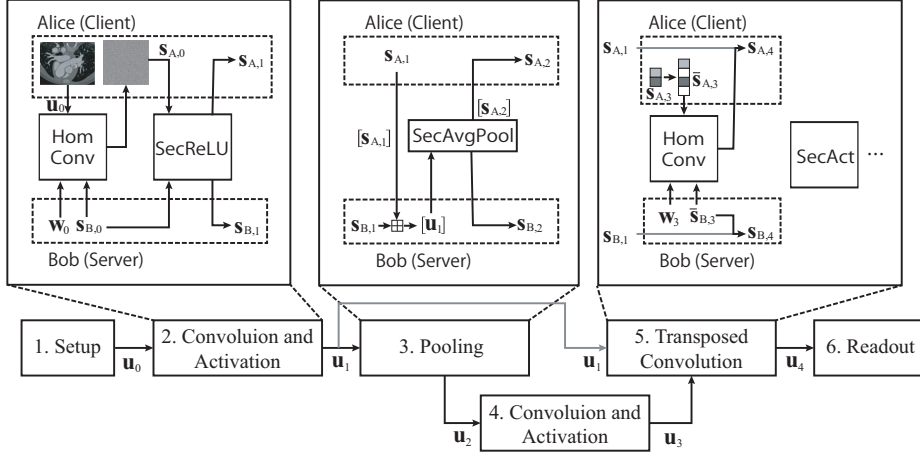 Alice (Client)
s_A,0
s_A,1
u_0
Hom
Conv
SecReLU
w_0 s_B,0
s_B,1
Bob (Server)
Alice (Client)
s_A,1
s_A,2
[s_A,2]
[s_A,1]
SecAvgPool
s_B,1
[u_1]
s_B,2
Bob (Server)
Alice (Client)
s_A,1
s_A,4
s_A,3
s̄_A,3
Hom
Conv
SecAct ...
w_3 s̄_B,3
s_B,1
s_B,4
Bob (Server)
1. Setup
u_0
2. Convoluion and
Activation
u_1
3. Pooling
u_1
5. Transposed
Convolution
u_4
6. Readout
u_2
4. Convoluion and
Activation
u_3